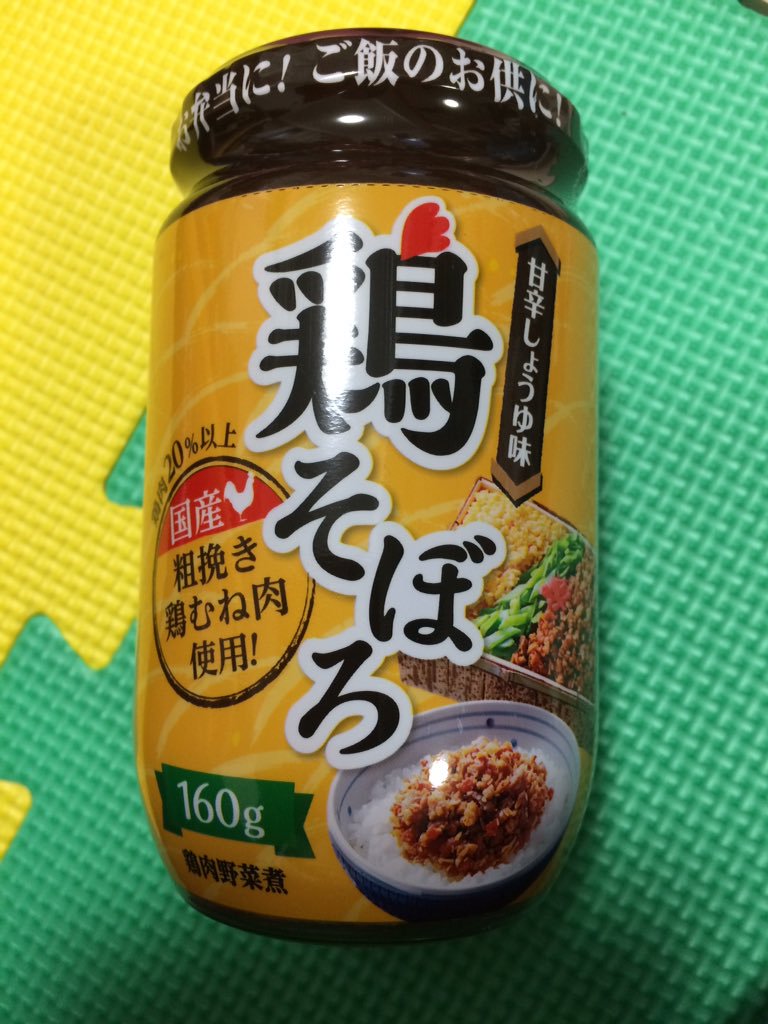 お弁当に! ご飯のお供に!
鶏そぼろ
甘辛しょうゆ味
鶏肉20%以上
国産
粗挽き
鶏むね肉
使用!
160g
鶏肉野菜煮